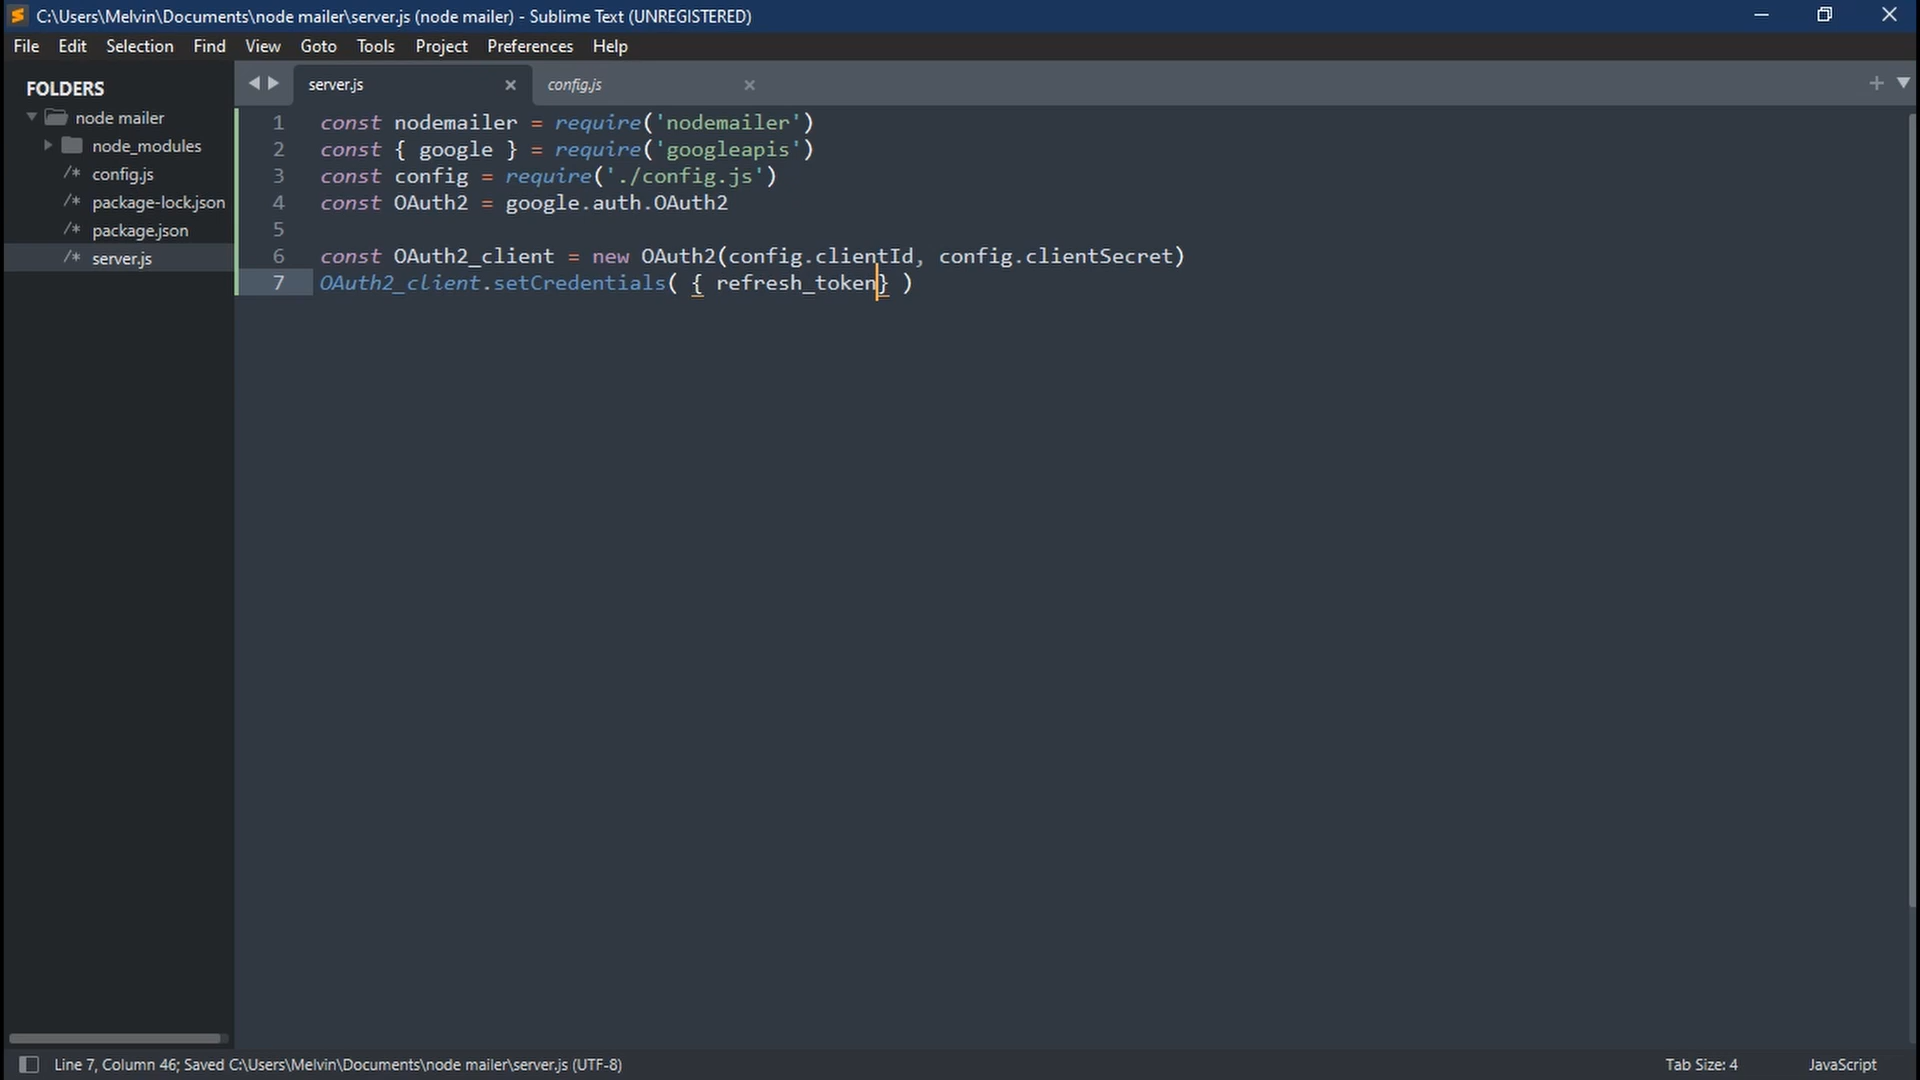 C:\Users\Melvin\Documents\node mailer\server.js (node mailer) - Sublime Text (UNREGISTERED)
File Edit Selection Find View Goto Tools Project Preferences Help
FOLDERS
node mailer
node_modules
/* config.js
/* package-lock.json
/* package.json
/* server.js
server.js
config.js
1 const nodemailer = require('nodemailer')
2 const { google } = require('googleapis')
3 const config = require('./config.js')
4 const OAuth2 = google.auth.OAuth2
5
6 const OAuth2_client = new OAuth2(config.clientId, config.clientSecret)
7 OAuth2_client.setCredentials( { refresh_token} )
Line 7, Column 46; Saved C:\Users\Melvin\Documents\node mailer\server.js (UTF-8)
Tab Size: 4
JavaScript